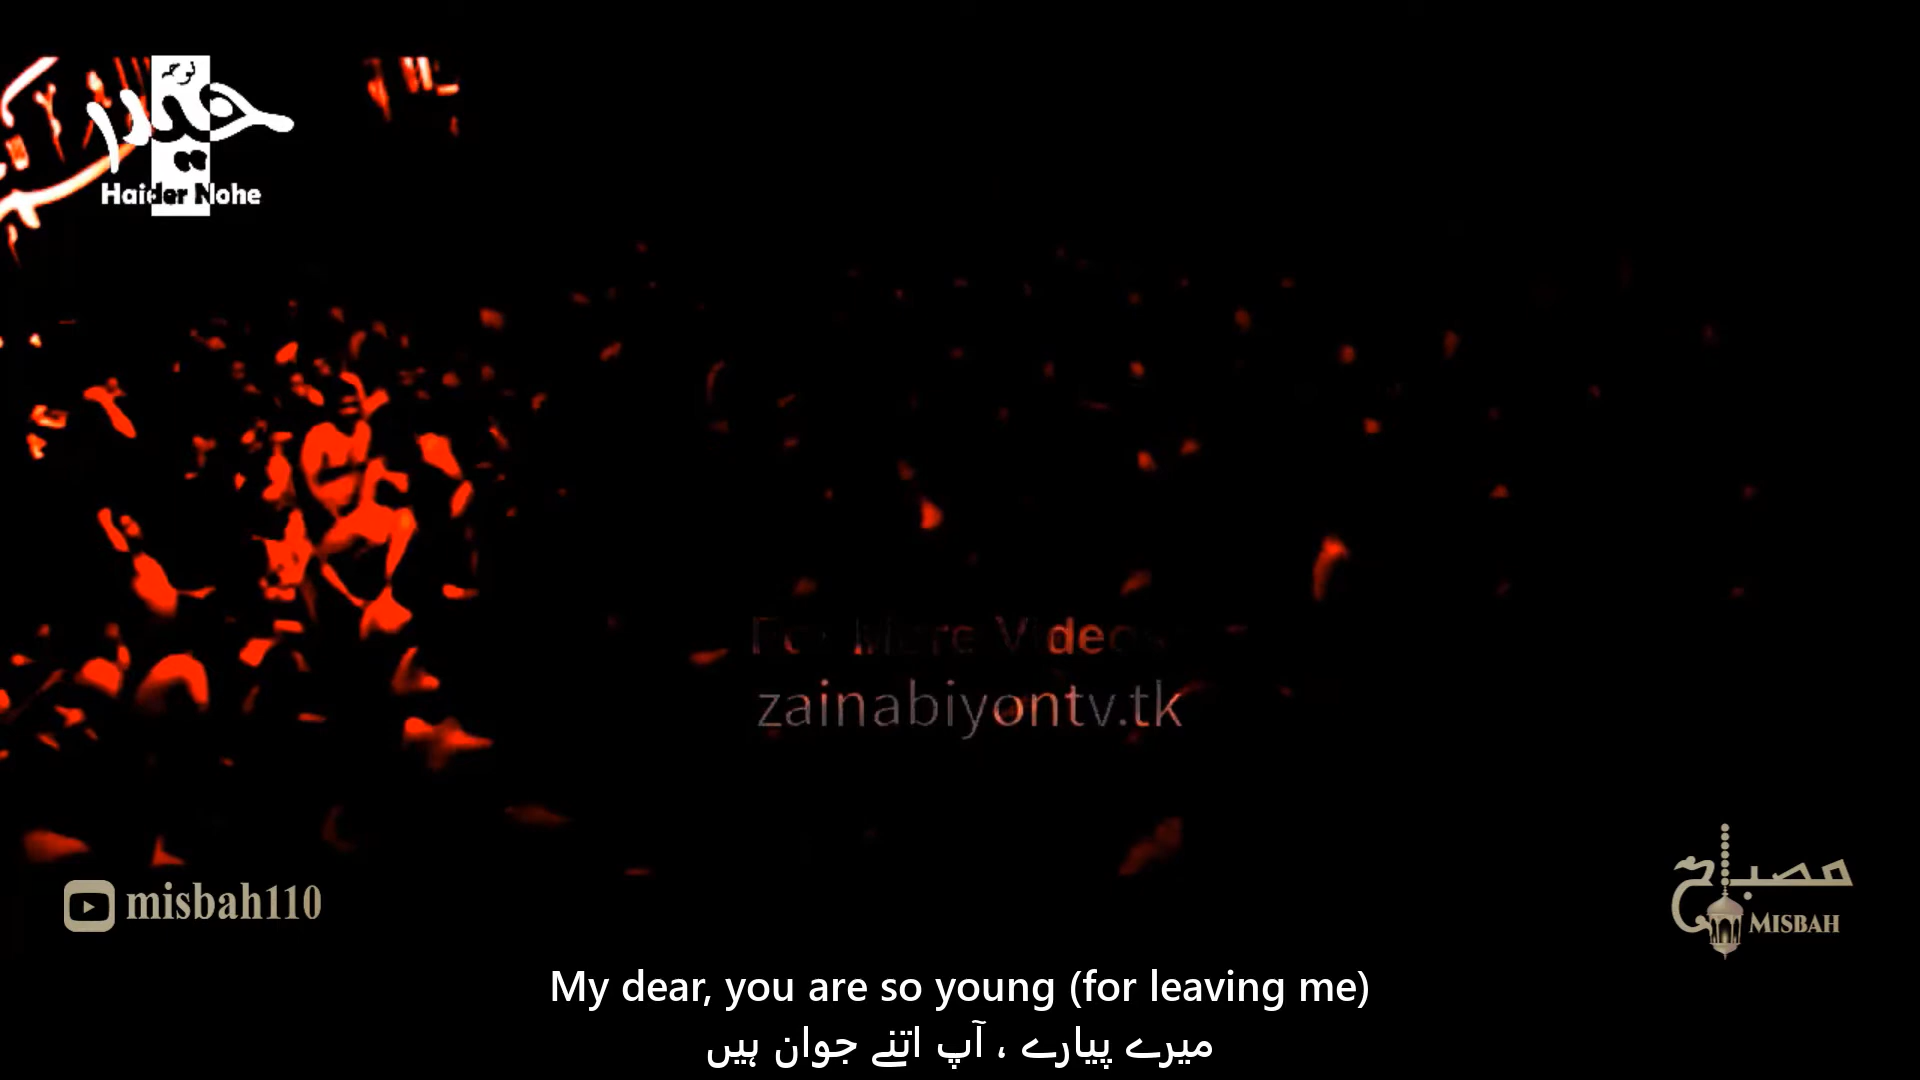 حیدر
Haider Nohe
For More Videos
zainabiyontv.tk
misbah110
مصباح
MISBAH
My dear, you are so young (for leaving me)
میرے پیارے ، آپ اتنے جوان ہیں